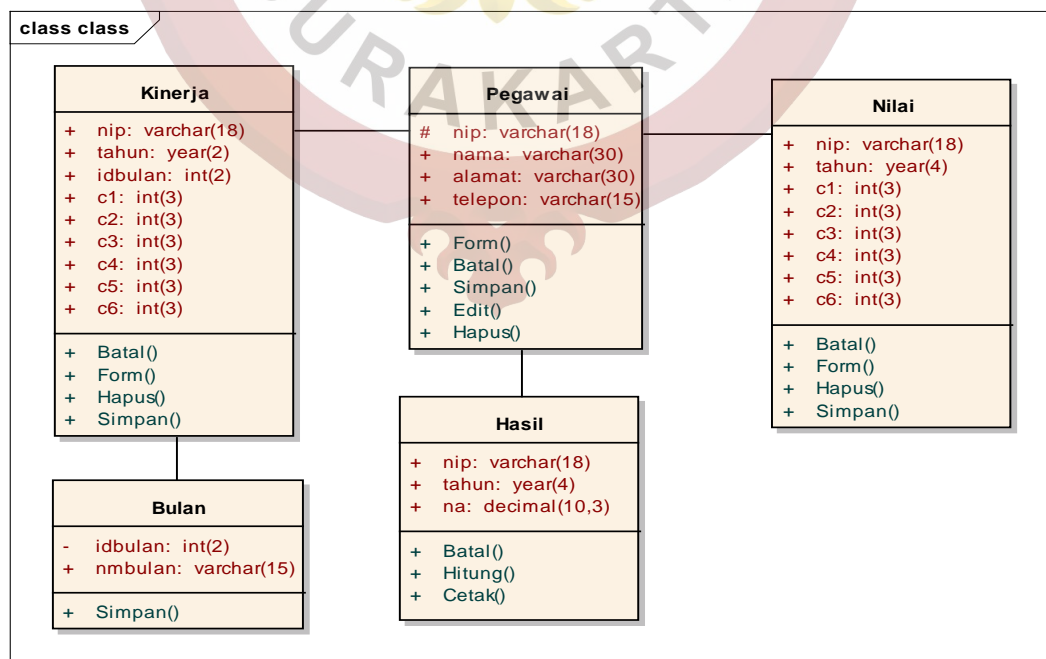 class class
URAKART
Kinerja
+ nip: varchar(18)
+ tahun: year(2)
+ idbulan: int(2)
+ c1: int(3)
+ c2: int(3)
+ c3: int(3)
+ c4: int(3)
+ c5: int(3)
+ c6: int(3)
+ Batal()
+ Form()
+ Hapus()
+ Simpan()
Pegawai
# nip: varchar(18)
+ nama: varchar(30)
+ alamat: varchar(30)
+ telepon: varchar(15)
+ Form()
+ Batal()
+ Simpan()
+ Edit()
+ Hapus()
Nilai
+ nip: varchar(18)
+ tahun: year(4)
+ c1: int(3)
+ c2: int(3)
+ c3: int(3)
+ c4: int(3)
+ c5: int(3)
+ c6: int(3)
+ Batal()
+ Form()
+ Hapus()
+ Simpan()
Bulan
- idbulan: int(2)
+ nmbulan: varchar(15)
+ Simpan()
Hasil
+ nip: varchar(18)
+ tahun: year(4)
+ na: decimal(10,3)
+ Batal()
+ Hitung()
+ Cetak()